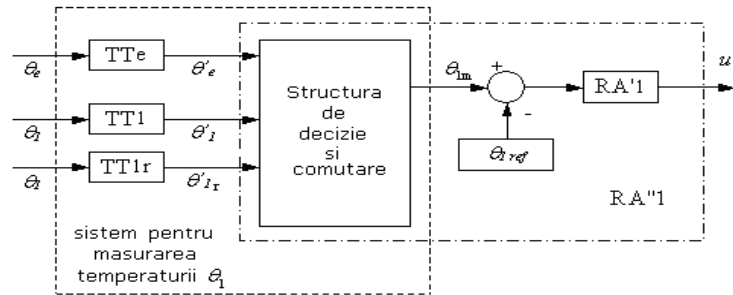 TTe
θe
θ'e
TT1
θ1
θ'1
TT1r
θ1
θ'1r
Structura
de
decizie
si
comutare
θ1m
+
-
θ1 ref
RA'1
u
RA"1
sistem pentru
masurarea
temperaturii θ1